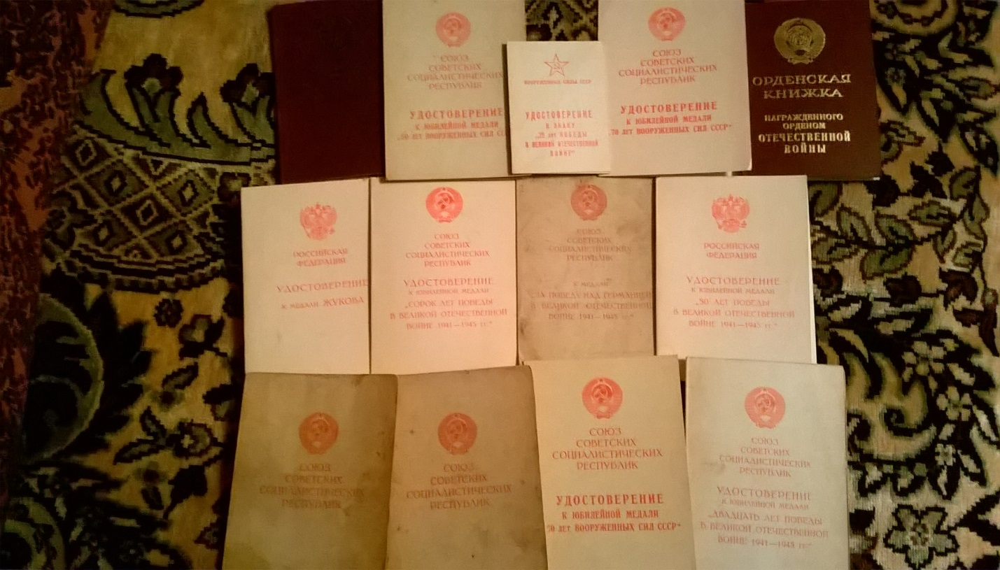 СОЮЗ
СОВЕТСКИХ
СОЦИАЛИСТИЧЕСКИХ
РЕСПУБЛИК
УДОСТОВЕРЕНИЕ
К ЮБИЛЕЙНОЙ МЕДАЛИ
ЛЕТ ВООРУЖЕННЫХ СИЛ
ВООРУЖЕННЫЕ СИЛЫ СССР
УДОСТОВЕРЕНИЕ
К ЗНАКУ
„25 лет ПОБЕДЫ
В ВЕЛИКОЙ ОТЕЧЕСТВЕННОЙ
ВОЙНЕ"
СОЮЗ
СОВЕТСКИХ
СОЦИАЛИСТИЧЕСКИХ
РЕСПУБЛИК
УДОСТОВЕРЕНИЕ
К ЮБИЛЕЙНОЙ МЕДАЛИ
70 ЛЕТ ВООРУЖЕННЫХ СИЛ СССР"
ОРДЕНСКАЯ
КНИЖКА
НАГРАЖДЕННОГО
ОРДЕНОМ
ОТЕЧЕСТВЕННОЙ
ВОЙНЫ
РОССИЙСКАЯ
ФЕДЕРАЦИЯ
УДОСТОВЕРЕНИЕ
К МЕДАЛИ ЖУКОВА
СОЮЗ
СОВЕТСКИХ
СОЦИАЛИСТИЧЕСКИХ
РЕСПУБЛИК
УДОСТОВЕРЕНИЕ
К ЮБИЛЕЙНОЙ МЕДАЛИ
„СОРОК ЛЕТ ПОБЕДЫ
В ВЕЛИКОЙ ОТЕЧЕСТВЕННОЙ
ВОЙНЕ 1941—1945 гг."
СОЮЗ
СОВЕТСКИХ
СОЦИАЛИСТИЧЕСКИХ
РЕСПУБЛИК
К МЕДАЛИ
„ЗА ПОБЕДУ НАД ГЕРМАНИЕЙ
В ВЕЛИКОЙ ОТЕЧЕСТВЕННОЙ
ВОЙНЕ 1941—1945 гг."
РОССИЙСКАЯ
ФЕДЕРАЦИЯ
УДОСТОВЕРЕНИЕ
К ЮБИЛЕЙНОЙ МЕДАЛИ
„50 ЛЕТ ПОБЕДЫ
В ВЕЛИКОЙ ОТЕЧЕСТВЕННОЙ
ВОЙНЕ 1941—1945 гг."
СОЮЗ
СОВЕТСКИХ
СОЦИАЛИСТИЧЕСКИХ
РЕСПУБЛИК
СОЮЗ
СОВЕТСКИХ
СОЦИАЛИСТИЧЕСКИХ
РЕСПУБЛИК
СОЮЗ
СОВЕТСКИХ
СОЦИАЛИСТИЧЕСКИХ
РЕСПУБЛИК
УДОСТОВЕРЕНИЕ
К ЮБИЛЕЙНОЙ МЕДАЛИ
ЛЕТ ВООРУЖЕННЫХ СИЛ СССР"
СОЮЗ
СОВЕТСКИХ
СОЦИАЛИСТИЧЕСКИХ
РЕСПУБЛИК
УДОСТОВЕРЕНИЕ
К ЮБИЛЕЙНОЙ МЕДАЛИ
„ДВАДЦАТЬ ЛЕТ ПОБЕДЫ
В ВЕЛИКОЙ ОТЕЧЕСТВЕННОЙ
ВОЙНЕ 1941—1945 гг."